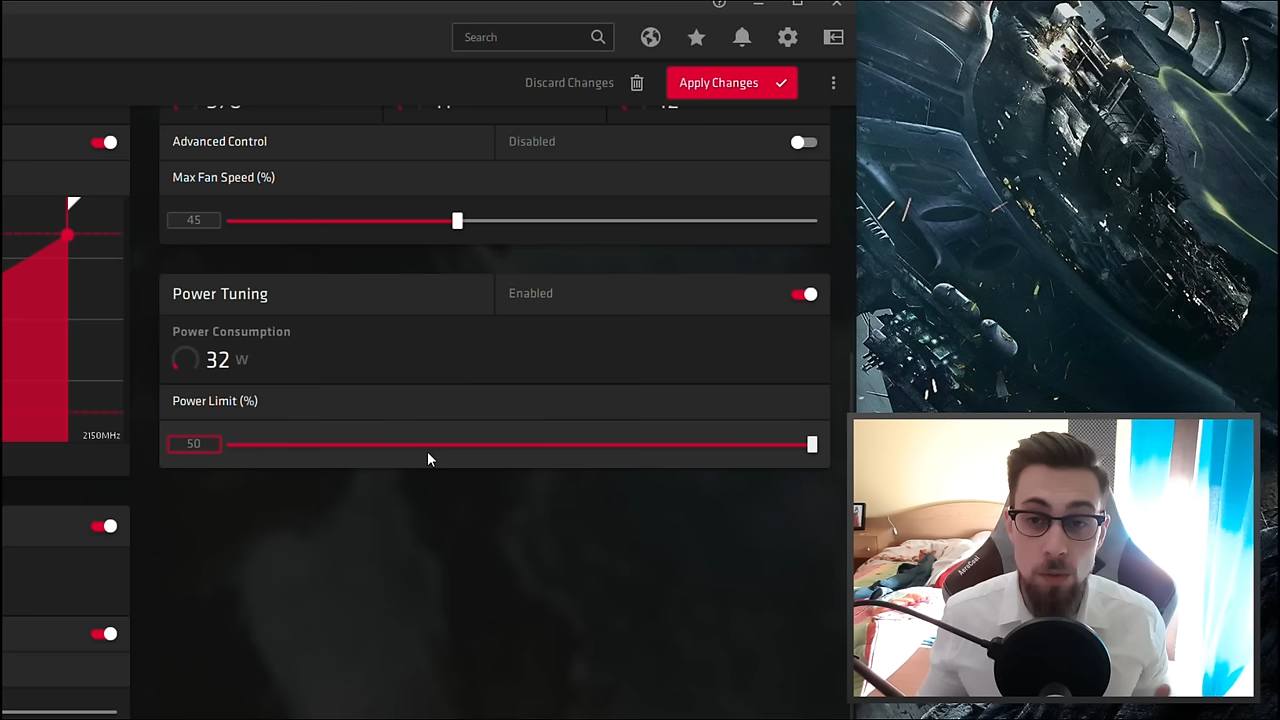 Search
Discard Changes
Apply Changes
Advanced Control
Disabled
Max Fan Speed (%)
45
Power Tuning
Enabled
Power Consumption
32 W
Power Limit (%)
50
2150MHz
AeroCool